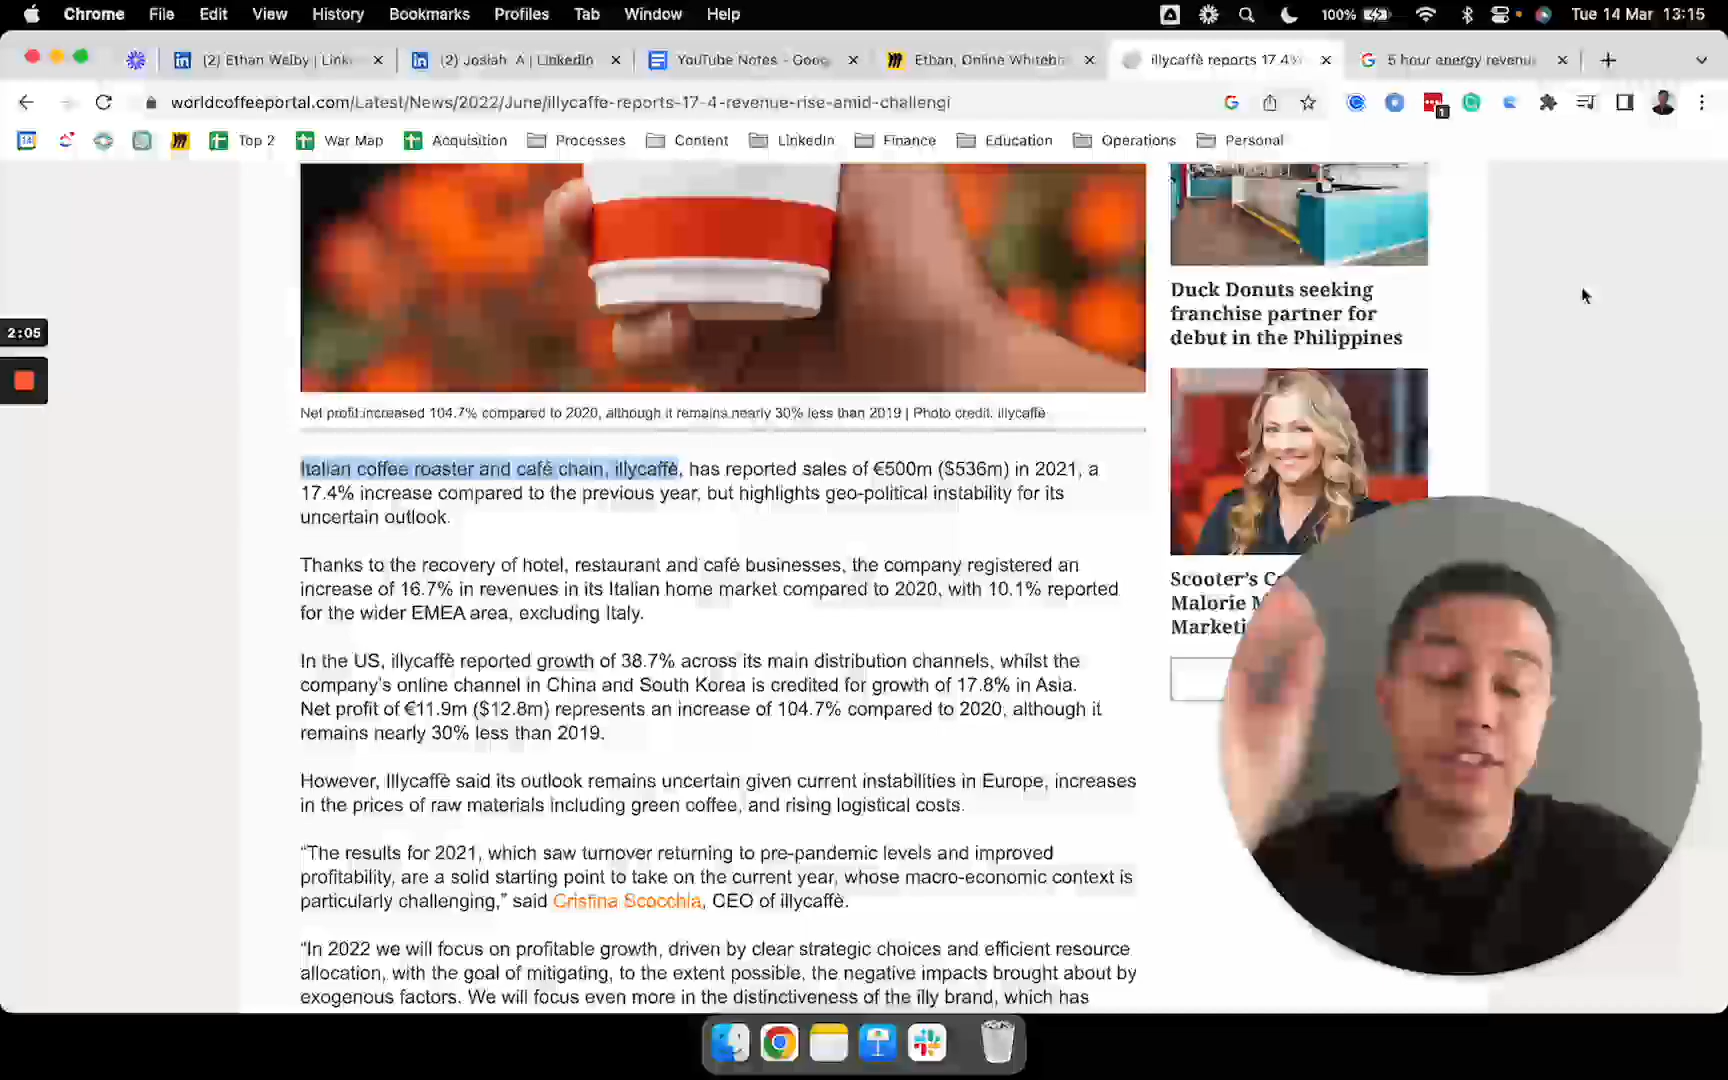 Chrome File Edit View History Bookmarks Profiles Tab Window Help 100% Tue 14 Mar 13:15
(2) Ethan Welby | Link
(2) Josiah A | LinkedIn
YouTube Notes - Goog
Ethan, Online Whiteb
illycaffè reports 17.4%
5 hour energy revenu
worldcoffeeportal.com/Latest/News/2022/June/illycaffe-reports-17-4-revenue-rise-amid-challengi
Top 2 War Map Acquisition Processes Content LinkedIn Finance Education Operations Personal
2:05
Net profit increased 104.7% compared to 2020, although it remains nearly 30% less than 2019 | Photo credit: illycaffè
Italian coffee roaster and café chain, illycaffè, has reported sales of €500m ($536m) in 2021, a
17.4% increase compared to the previous year, but highlights geo-political instability for its
uncertain outlook.
Thanks to the recovery of hotel, restaurant and café businesses, the company registered an
increase of 16.7% in revenues in its Italian home market compared to 2020, with 10.1% reported
for the wider EMEA area, excluding Italy.
In the US, illycaffè reported growth of 38.7% across its main distribution channels, whilst the
company's online channel in China and South Korea is credited for growth of 17.8% in Asia.
Net profit of €11.9m ($12.8m) represents an increase of 104.7% compared to 2020, although it
remains nearly 30% less than 2019.
However, Illycaffè said its outlook remains uncertain given current instabilities in Europe, increases
in the prices of raw materials including green coffee, and rising logistical costs.
“The results for 2021, which saw turnover returning to pre-pandemic levels and improved
profitability, are a solid starting point to take on the current year, whose macro-economic context is
particularly challenging,” said Cristina Scocchia, CEO of illycaffè.
“In 2022 we will focus on profitable growth, driven by clear strategic choices and efficient resource
allocation, with the goal of mitigating, to the extent possible, the negative impacts brought about by
exogenous factors. We will focus even more in the distinctiveness of the illy brand, which has
Duck Donuts seeking
franchise partner for
debut in the Philippines
Scooter’s C
Malorie M
Marketi